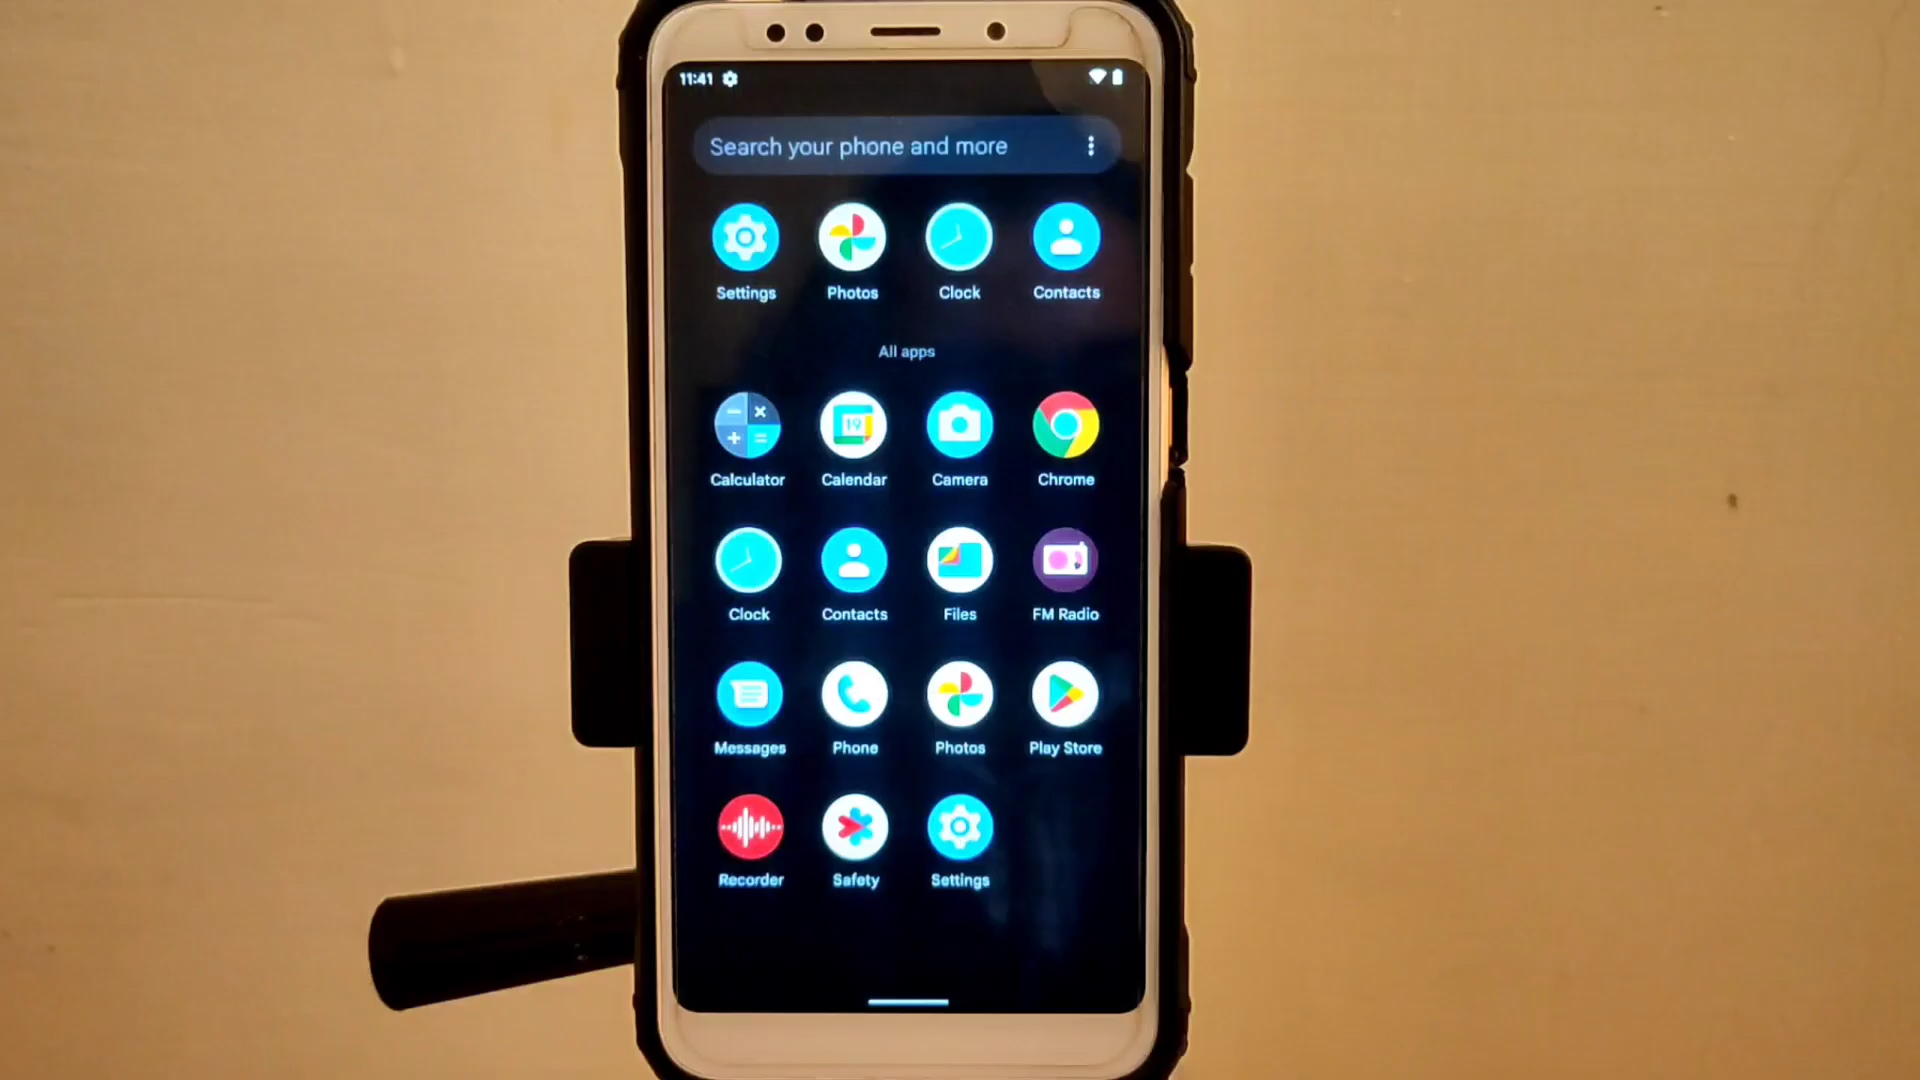 11:41
Search your phone and more
Settings Photos Clock Contacts
All apps
19
Calculator Calendar Camera Chrome
Clock Contacts Files FM Radio
Messages Phone Photos Play Store
Recorder Safety Settings